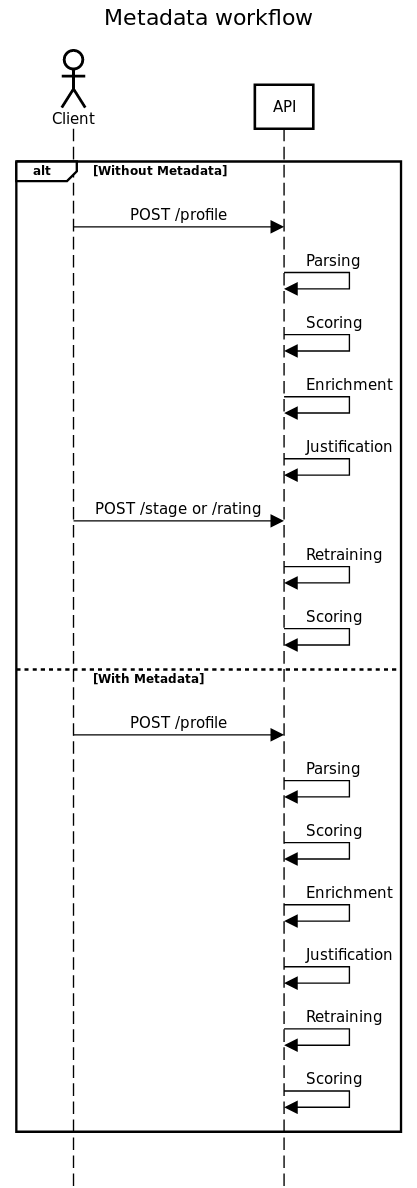 Metadata workflow
Client
API
alt [Without Metadata]
POST /profile
Parsing
Scoring
Enrichment
Justification
POST /stage or /rating
Retraining
Scoring
[With Metadata]
POST /profile
Parsing
Scoring
Enrichment
Justification
Retraining
Scoring